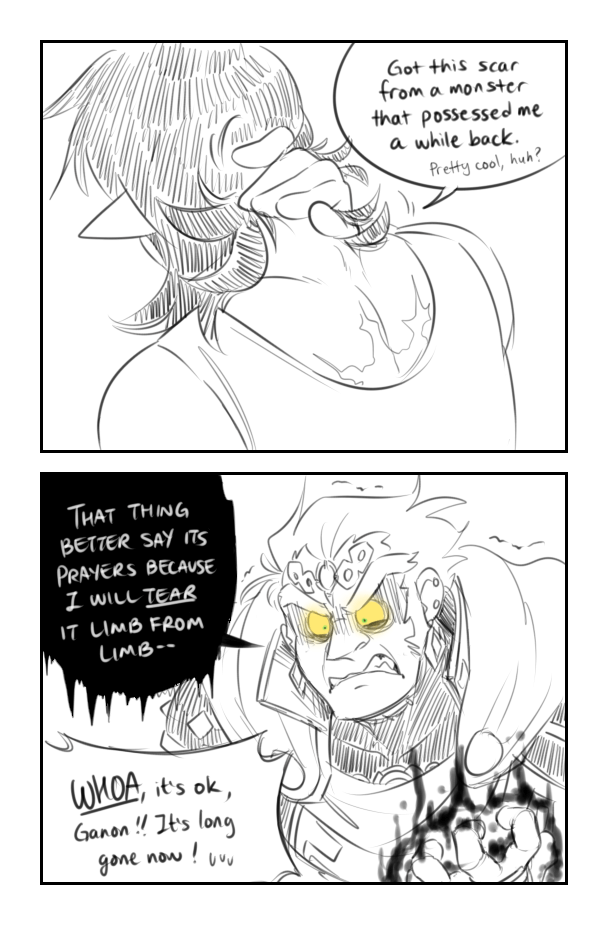 Got this scar
from a monster
that possessed me
a while back.
Pretty cool, huh?
THAT THING
BETTER SAY ITS
PRAYERS BECAUSE
I WILL TEAR
IT LIMB FROM
LIMB--
WHOA, it's ok,
Ganon!! It's long
gone now!